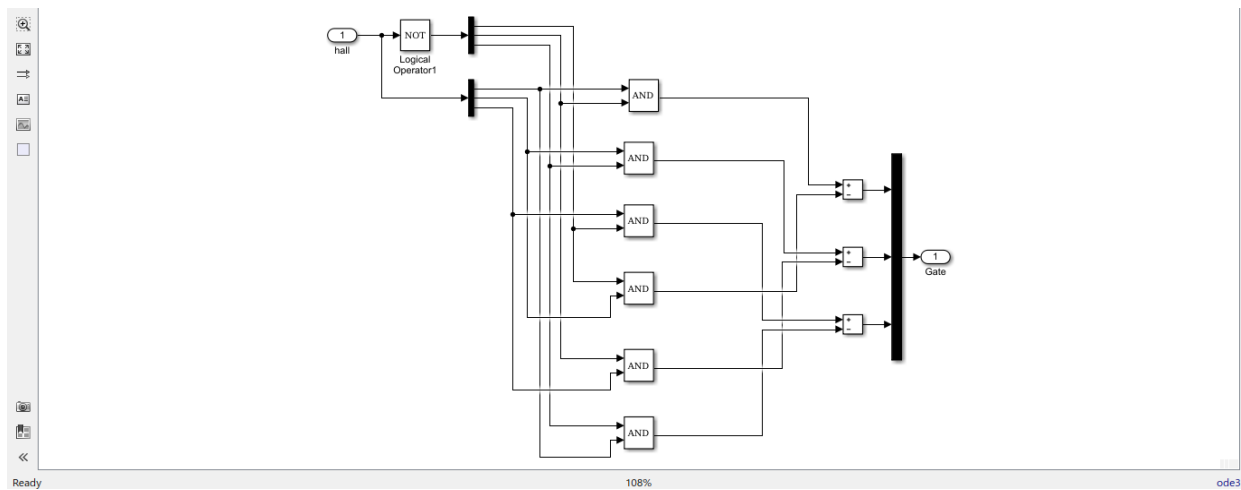 1
hall
NOT
Logical
Operator1
AND
AND
AND
AND
AND
AND
+
−
+
−
+
−
1
Gate
Ready
108%
ode3